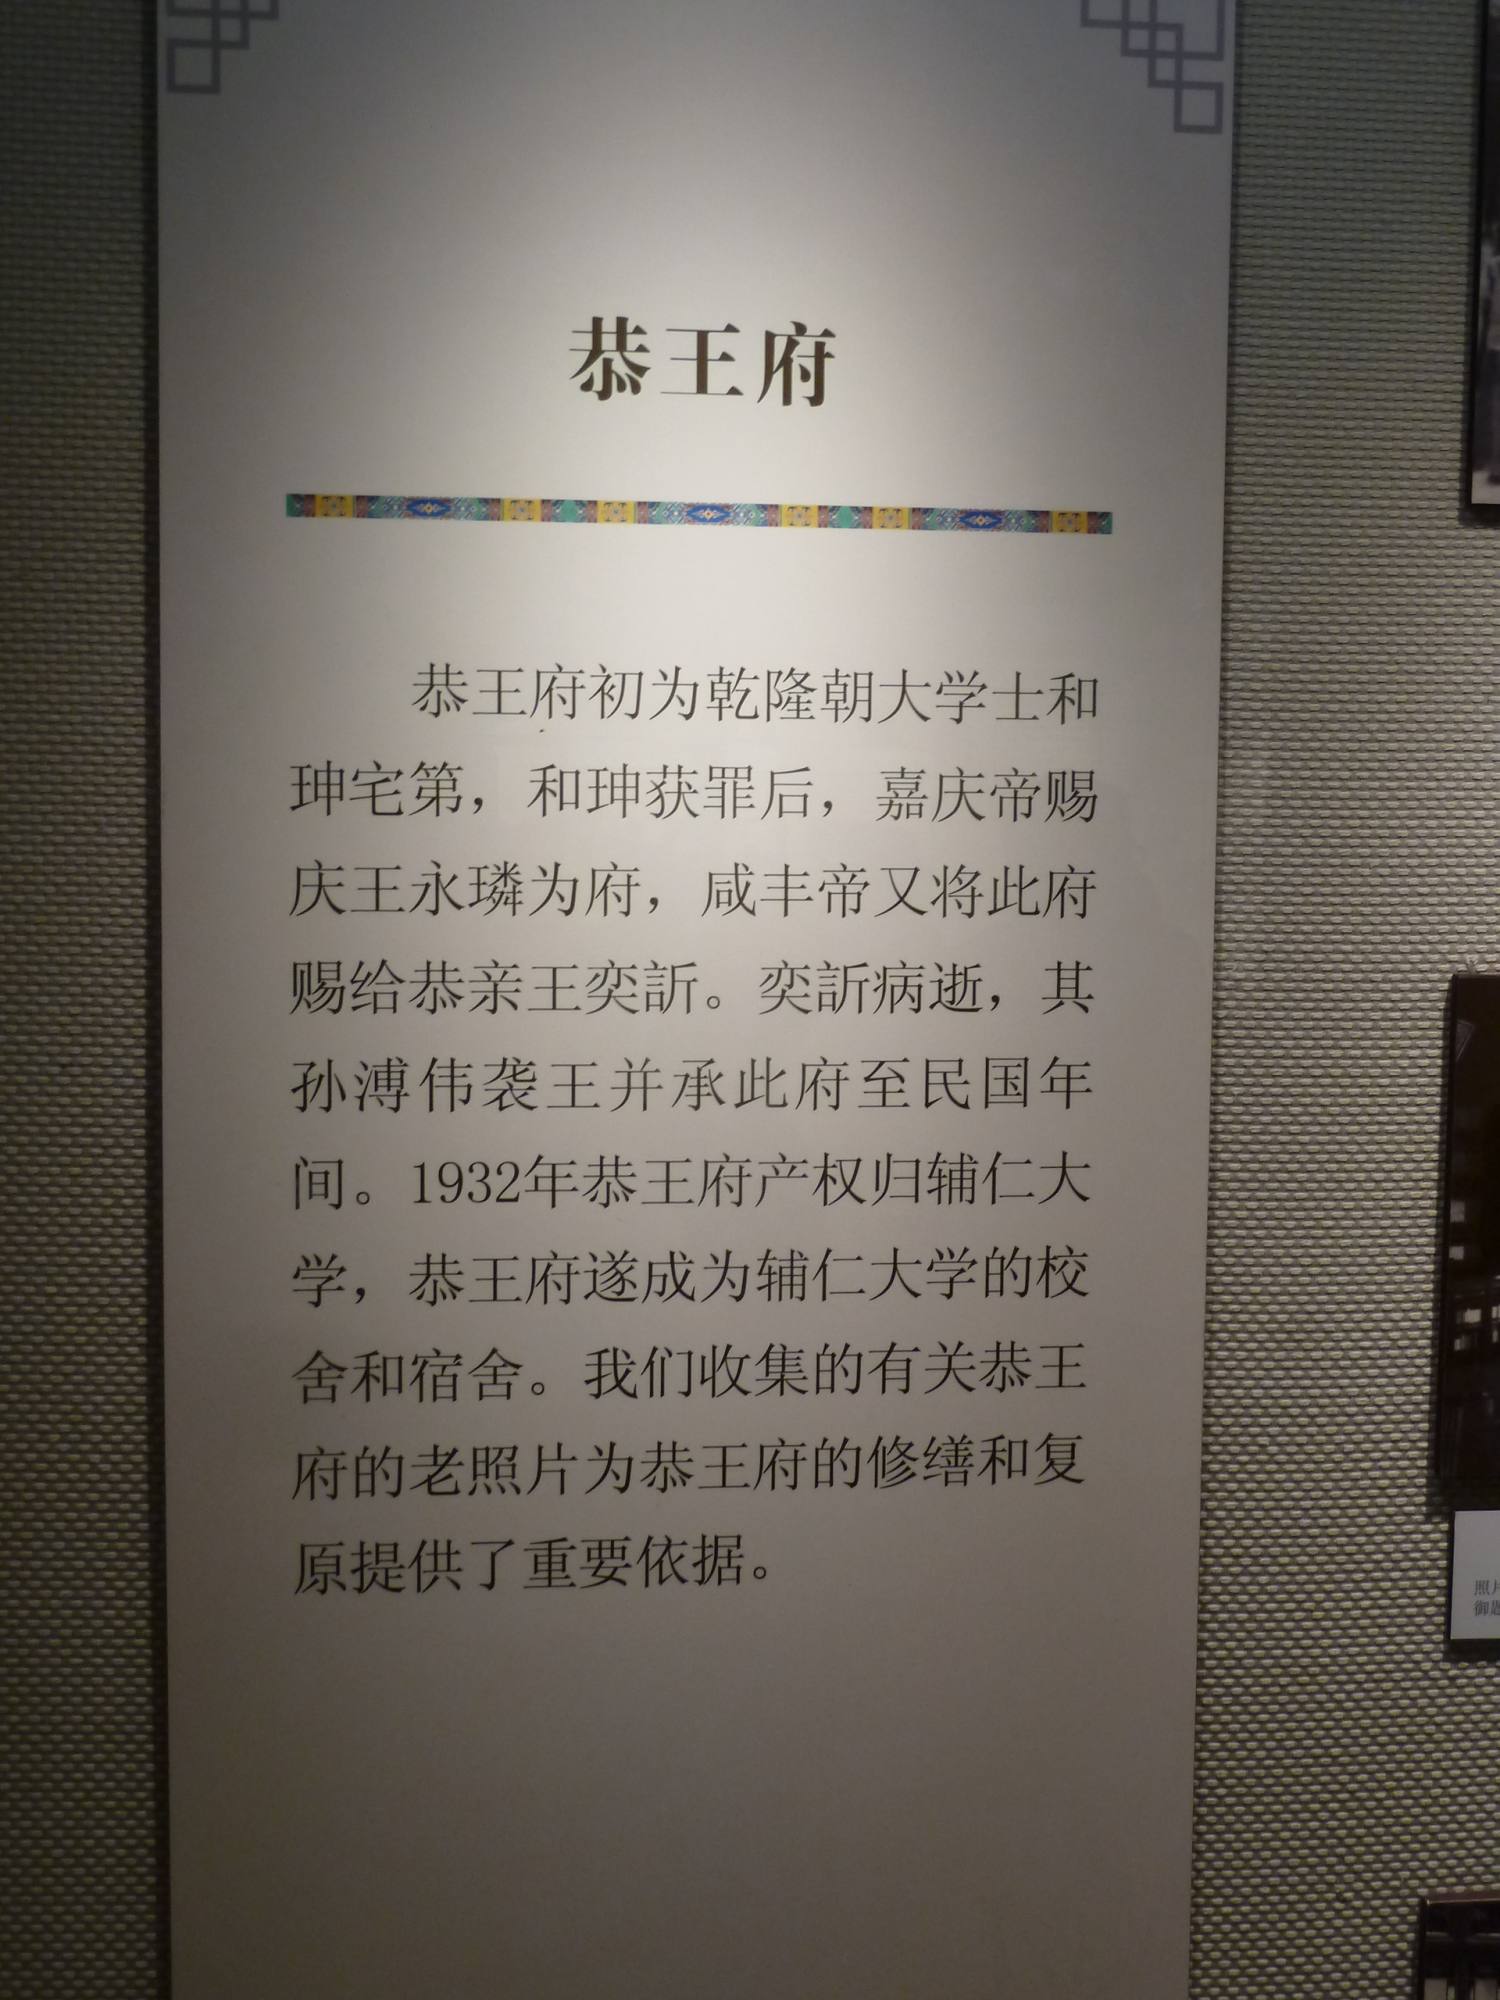 恭王府
恭王府初为乾隆朝大学士和
珅宅第，和珅获罪后，嘉庆帝赐
庆王永璘为府，咸丰帝又将此府
赐给恭亲王奕訢。奕訢病逝，其
孙溥伟袭王并承此府至民国年
间。1932年恭王府产权归辅仁大
学，恭王府遂成为辅仁大学的校
舍和宿舍。我们收集的有关恭王
府的老照片为恭王府的修缮和复
原提供了重要依据。
照片
御